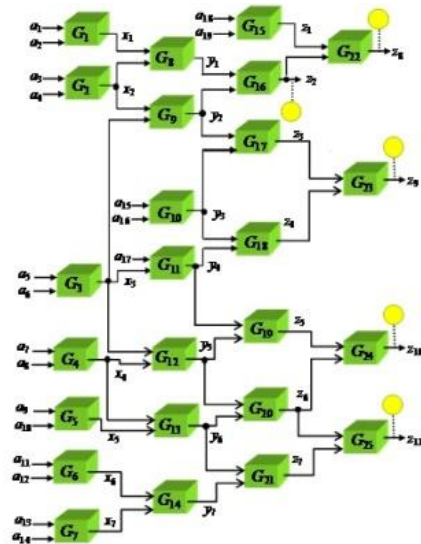 a₁ G₁ x₁
a₂
a₁₈ G₁₅ z₁
a₁₉
G₂₂ z₈
G₈ y₁
a₃ G₂ x₂
a₄
G₁₆ z₂
G₉ y₂
G₁₇ z₃
G₂₃ z₉
a₁₅ G₁₀ y₃
a₁₆
G₁₈ z₄
a₁₇ G₁₁ y₄
a₅ G₃ x₃
a₆
G₁₉ z₅
G₂₄ z₁₀
a₇ G₄ x₄
a₈
G₁₂ y₅
G₂₀ z₆
a₉ G₅ x₅
a₁₀
G₁₃ y₆
G₂₅ z₁₁
G₂₁ z₇
a₁₁ G₆ x₆
a₁₂
G₁₄ y₇
a₁₃ G₇ x₇
a₁₄